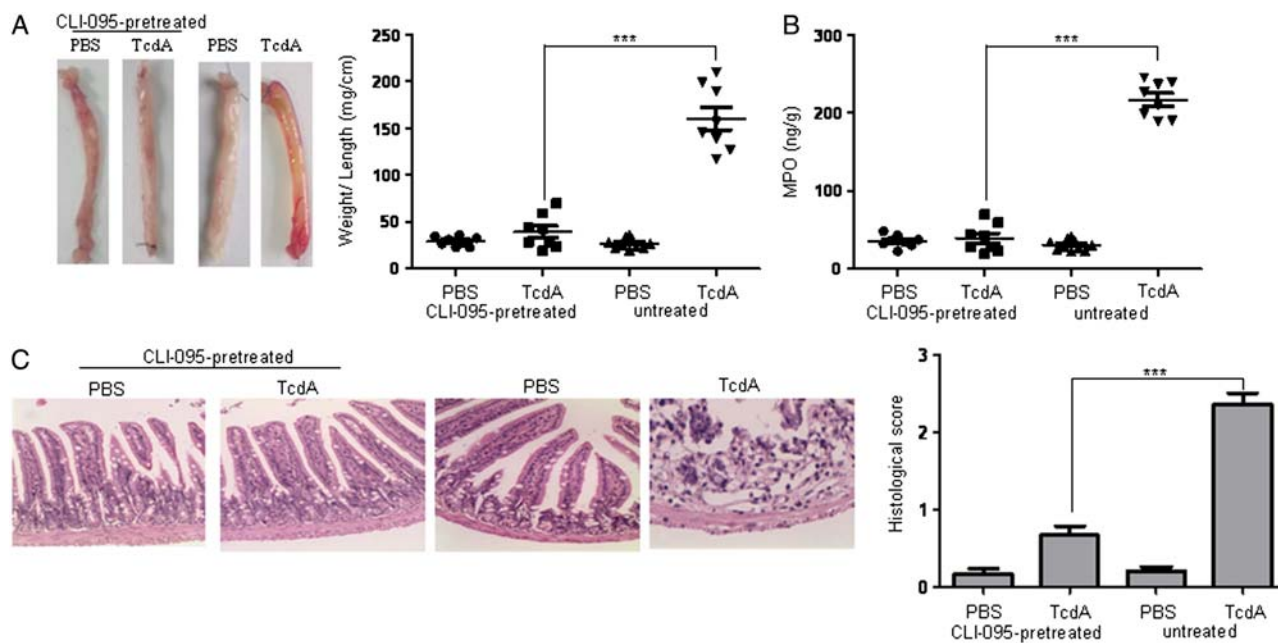 A
CLI-095-pretreated
PBS TcdA PBS TcdA
Weight/ Length (mg/cm)
250
200
150
100
50
0
***
PBS TcdA PBS TcdA
CLI-095-pretreated untreated
B
MPO (ng/g)
300
200
100
0
***
PBS TcdA PBS TcdA
CLI-095-pretreated untreated
C
CLI-095-pretreated
PBS TcdA PBS TcdA
Histological score
3
2
1
0
***
PBS TcdA PBS TcdA
CLI-095-pretreated untreated